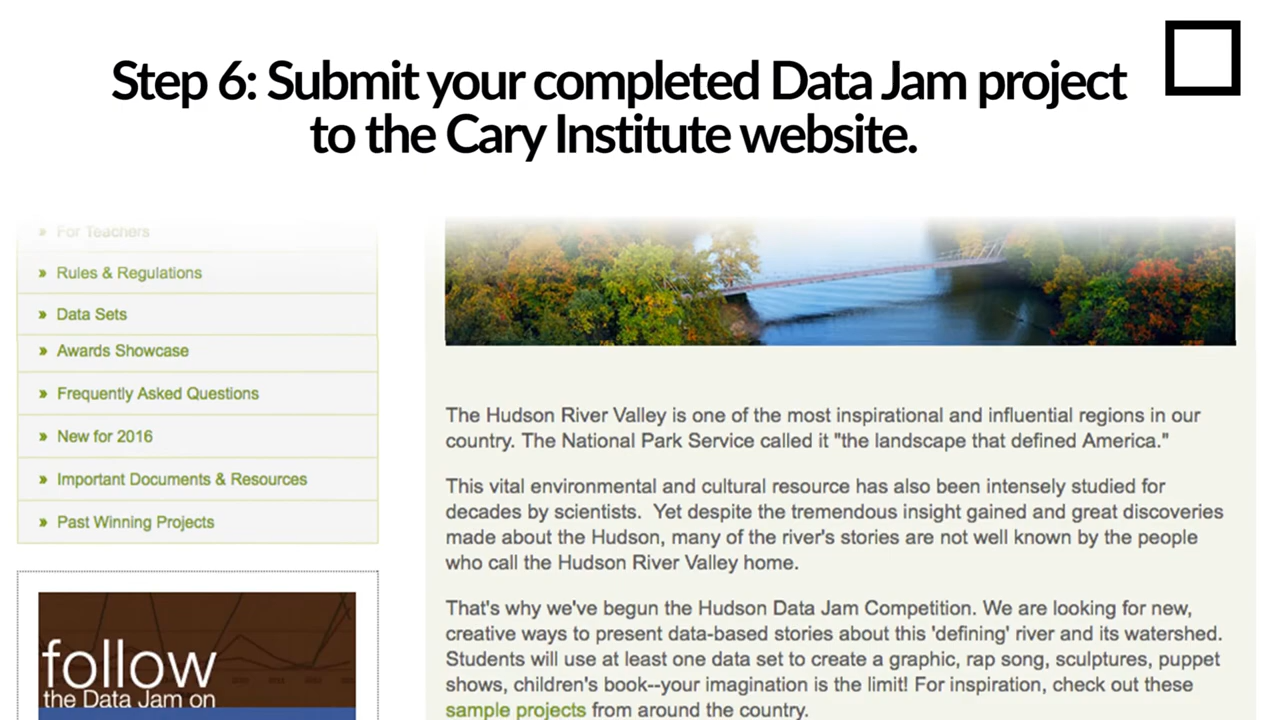 Step 6: Submit your completed Data Jam project
to the Cary Institute website.
» For Teachers
» Rules & Regulations
» Data Sets
» Awards Showcase
» Frequently Asked Questions
» New for 2016
» Important Documents & Resources
» Past Winning Projects
follow
the Data Jam on
The Hudson River Valley is one of the most inspirational and influential regions in our
country. The National Park Service called it "the landscape that defined America."
This vital environmental and cultural resource has also been intensely studied for
decades by scientists.  Yet despite the tremendous insight gained and great discoveries
made about the Hudson, many of the river's stories are not well known by the people
who call the Hudson River Valley home.
That's why we've begun the Hudson Data Jam Competition. We are looking for new,
creative ways to present data-based stories about this 'defining' river and its watershed.
Students will use at least one data set to create a graphic, rap song, sculptures, puppet
shows, children's book--your imagination is the limit! For inspiration, check out these
sample projects from around the country.